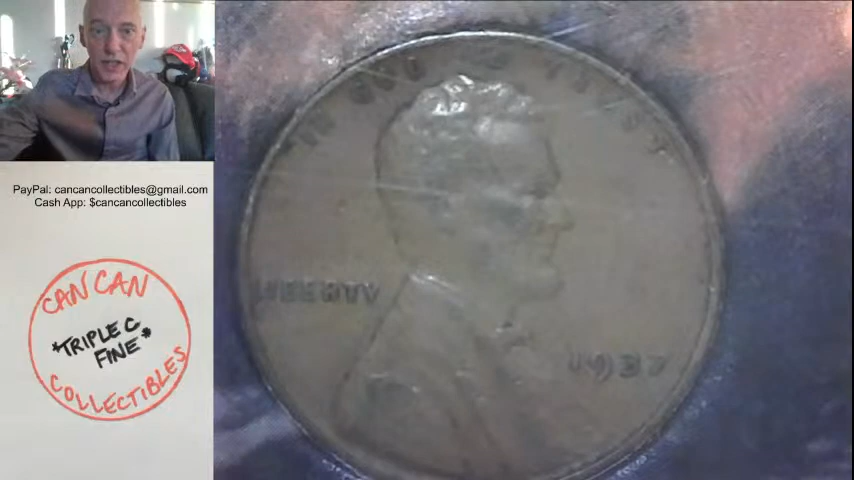 PayPal: cancancollectibles@gmail.com
Cash App: $cancancollectibles
CAN CAN
*TRIPLE C
FINE*
COLLECTIBLES
IN GOD WE TRUST
LIBERTY
1937